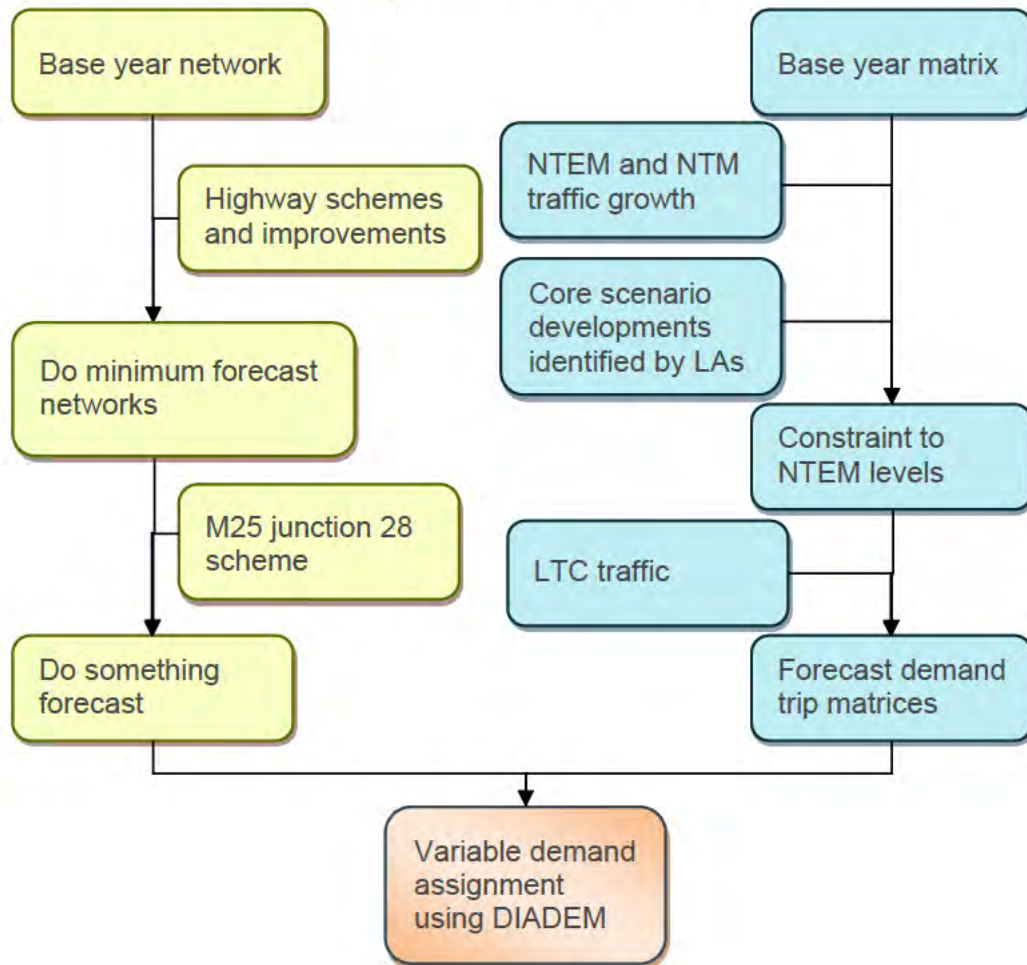 Base year network
Base year matrix
NTEM and NTM
traffic growth
Highway schemes
and improvements
Core scenario
developments
identified by LAs
Do minimum forecast
networks
Constraint to
NTEM levels
M25 junction 28
scheme
LTC traffic
Do something
forecast
Forecast demand
trip matrices
Variable demand
assignment
using DIADEM